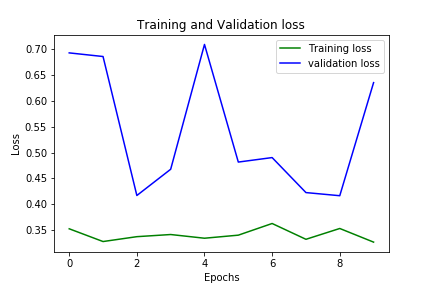 Training and Validation loss
Training loss
validation loss
0.70
0.65
0.60
0.55
0.50
0.45
0.40
0.35
Loss
0 2 4 6 8
Epochs